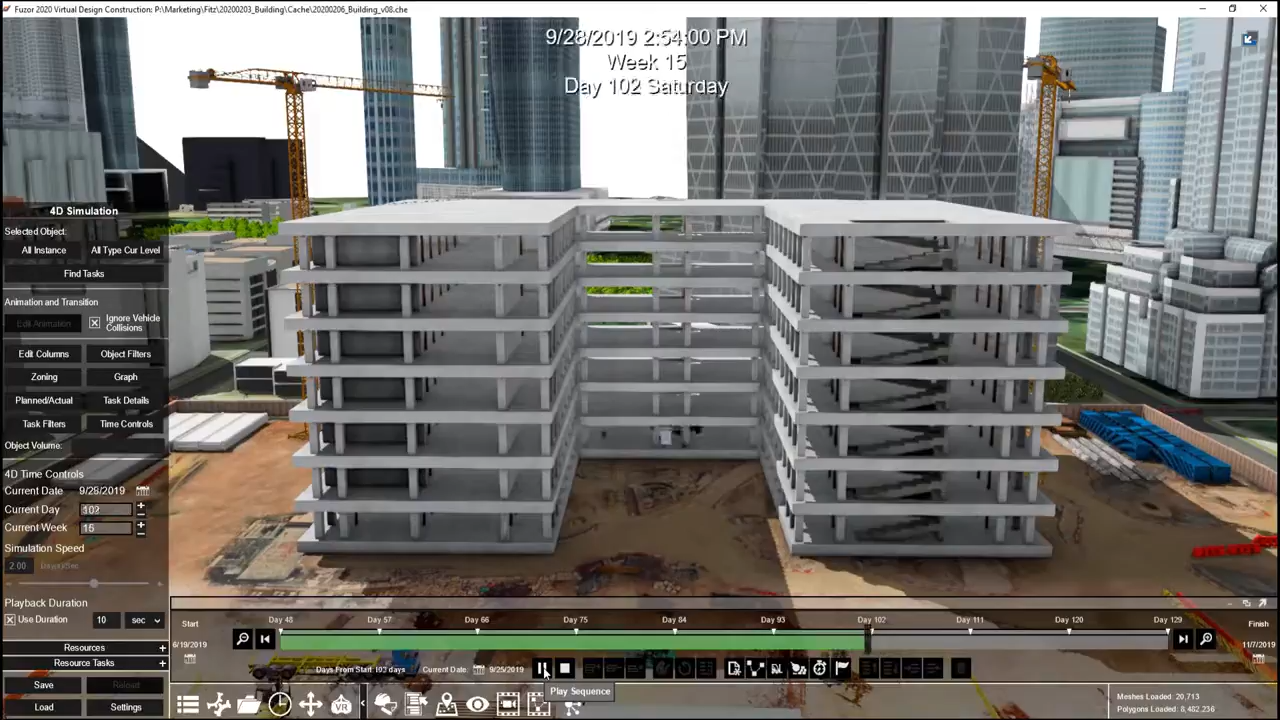 Fuzor 2020 Virtual Design Construction: P:\Marketing\Fitz\20200203_Building\Cache\20200206_Building_v08.che
9/28/2019 2:54:00 PM
Week 15
Day 102 Saturday
4D Simulation
Selected Object:
All Instance All Type Cur Level
Find Tasks
Animation and Transition
Edit Animation Ignore Vehicle Collisions
Edit Columns Object Filters
Zoning Graph
Planned/Actual Task Details
Task Filters Time Controls
Object Volume:
4D Time Controls
Current Date 9/29/2019
Current Day 102
Current Week 15
Simulation Speed
2.00 Days/Sec
Playback Duration
Use Duration 10 sec
Resources +
Resource Tasks +
Save Reload
Load Settings
Start Day 48 Day 57 Day 66 Day 75 Day 84 Day 93 Day 102 Day 111 Day 120 Day 129 Finish
6/19/2019 11/7/2019
Days From Start: 103 days Current Date: 9/25/2019
Play Sequence
Meshes Loaded: 20,713
Polygons Loaded: 8,482,236